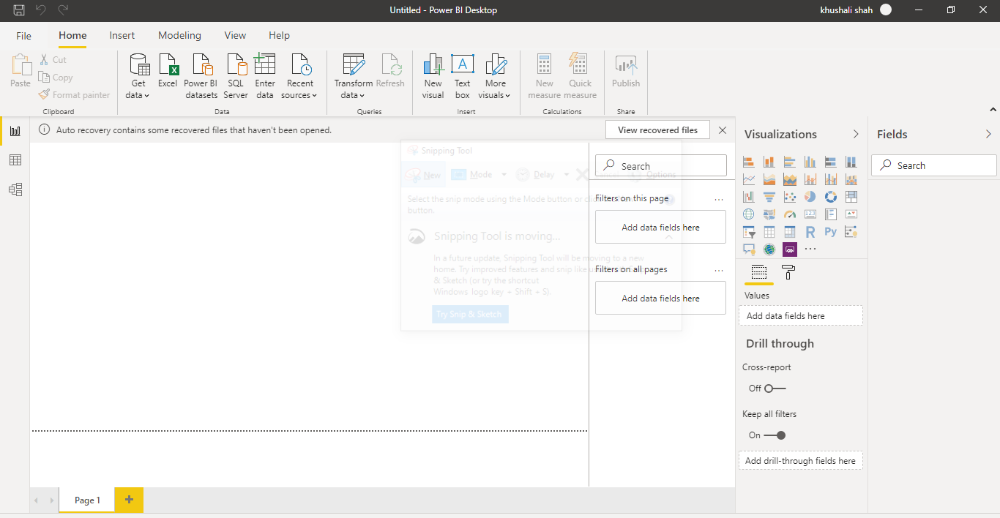 Untitled - Power BI Desktop
khushali shah
File Home Insert Modeling View Help
Paste
Cut
Copy
Format painter
Clipboard
Get data
Excel
Power BI datasets
SQL Server
Enter data
Recent sources
Data
Transform data
Refresh
Queries
New visual
Text box
More visuals
Insert
New measure
Quick measure
Calculations
Publish
Share
Auto recovery contains some recovered files that haven't been opened.
View recovered files
Snipping Tool
New Mode Delay Options
Select the snip mode using the Mode button or
button.
Snipping Tool is moving...
In a future update, Snipping Tool will be moving to a new
home. Try improved features and snip like
& Sketch (or try the shortcut
Windows logo key + Shift + S).
Try Snip & Sketch
Search
Filters on this page
...
Add data fields here
Filters on all pages
...
Add data fields here
Visualizations
123
R
Py
...
Values
Add data fields here
Drill through
Cross-report
Off
Keep all filters
On
Add drill-through fields here
Fields
Search
Page 1